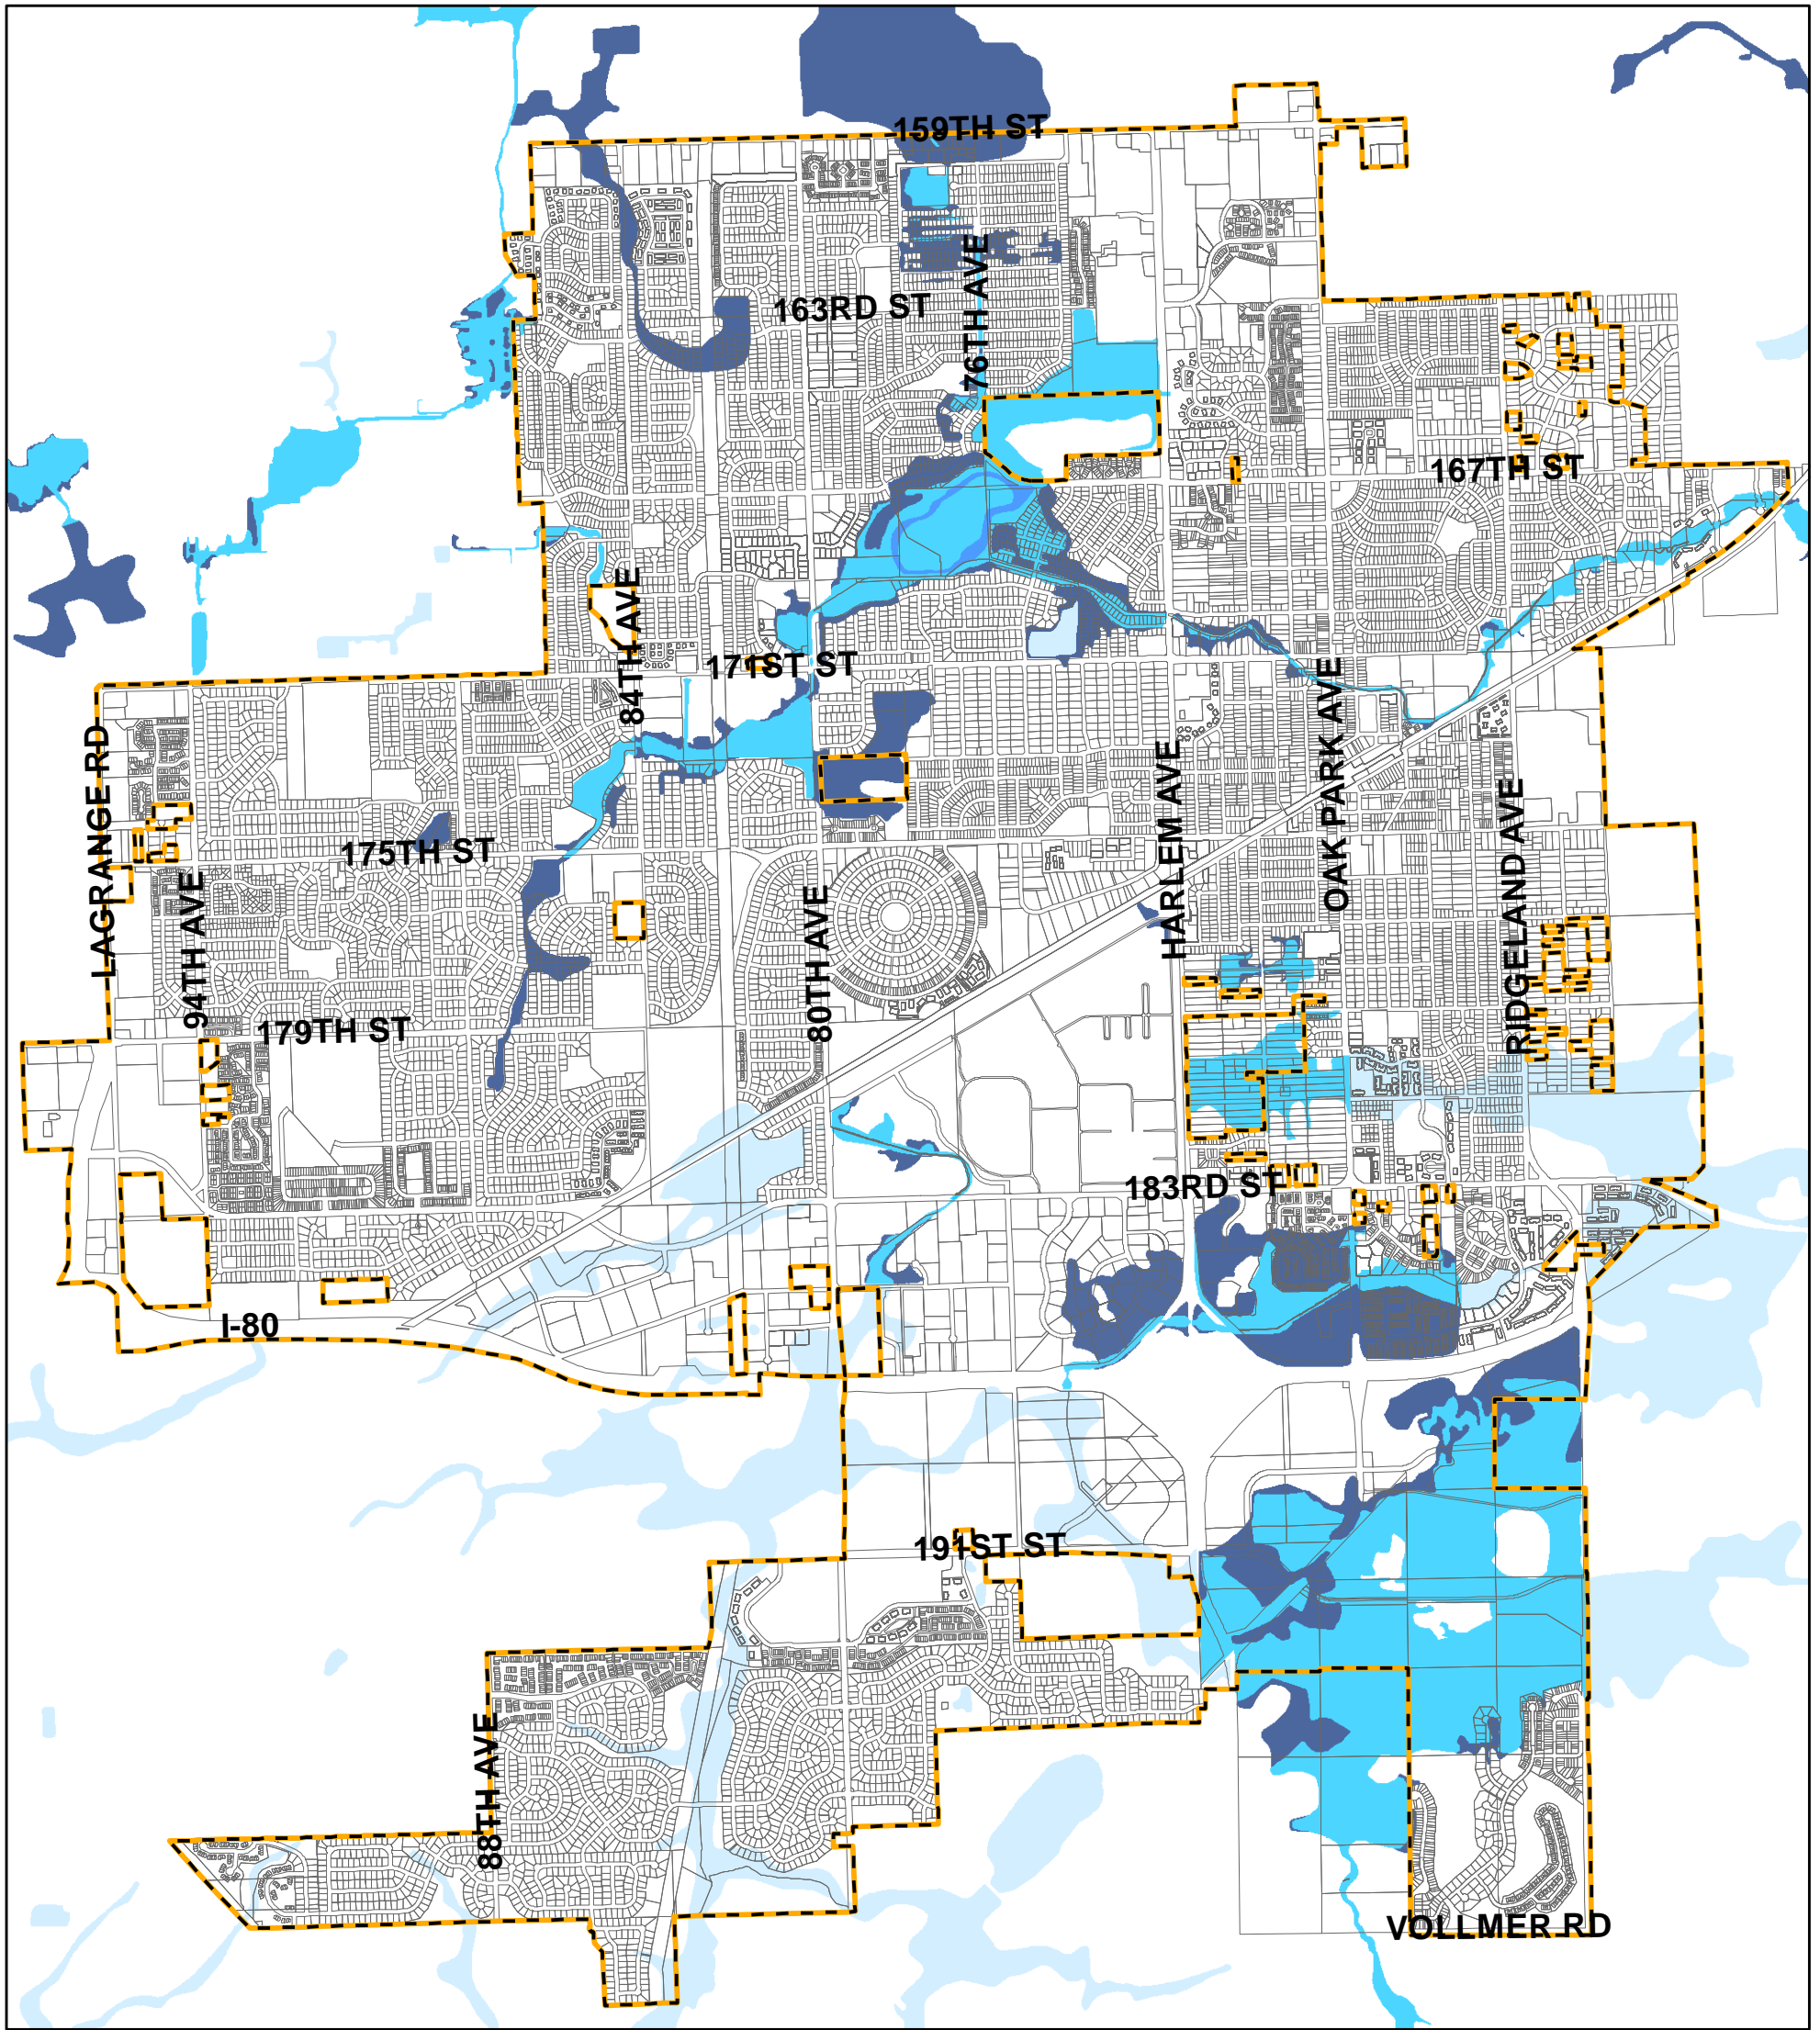 159TH ST
163RD ST
76TH AVE
167TH ST
84TH AVE
171ST ST
OAK PARK AVE
LAGRANGE RD
HARLEM AVE
RIDGELAND AVE
175TH ST
94TH AVE
80TH AVE
179TH ST
183RD ST
I-80
191ST ST
88TH AVE
VOLLMER RD